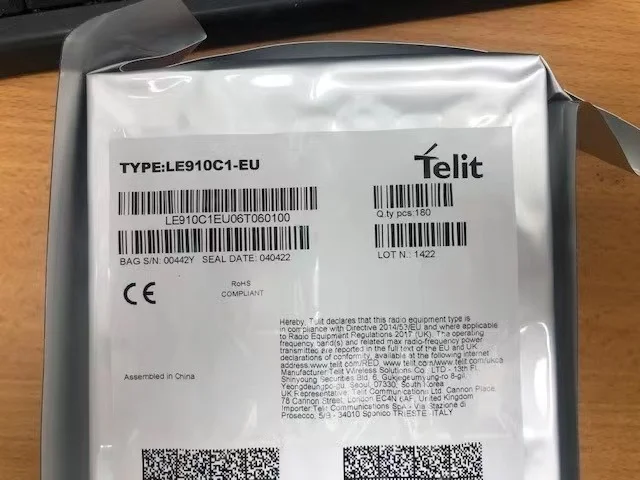 TYPE:LE910C1-EU
Telit
LE910C1EU06T060100
Q.ty pcs:180
BAG S/N: 00442Y SEAL DATE: 040422
LOT N.: 1422
CE
RoHS
COMPLIANT
Hereby, Telit declares that this radio equipment type is
in compliance with Directive 2014/53/EU and where applicable
to Radio Equipment Regulations 2017 (UK). The operating
frequency band(s) and related max radio-frequency power
transmitted are reported in the full text of the EU and UK
declarations of conformity, available at the following internet
address:www.telit.com/RED, www.telit.com/www.telit.com/ukca
Manufacturer:Telit Wireless Solutions Co., LTD - 13th Fl.
Shinyoung Securities Bld. 6, Gukjegeumyung-ro 8-gil,
Yeongdeungpo-gu, Seoul, 07330, South Korea
UK Representative: Telit Communications Ltd, Cannon Place,
78 Cannon Street, London EC4N 6AF, United Kingdom
Importer:Telit Communications SpA - Via Stazione di
Prosecco, 5/B - 34010 Sgonico TRIESTE ITALY
Assembled in China